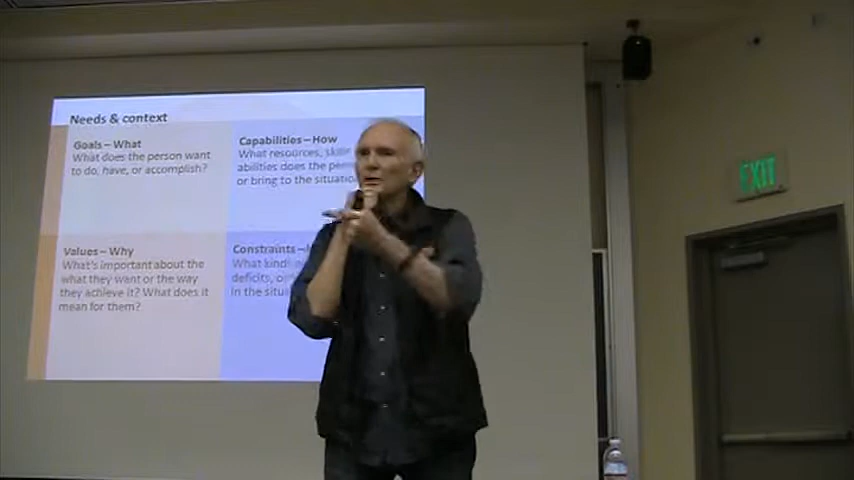 Needs & context
Goals – What
What does the person want
to do, have, or accomplish?
Capabilities – How
What resources, skills
abilities does the
or bring to the situation
Values – Why
What's important about the
what they want or the way
they achieve it? What does it
mean for them?
Constraints –
What kind
deficits, or
in the
EXIT